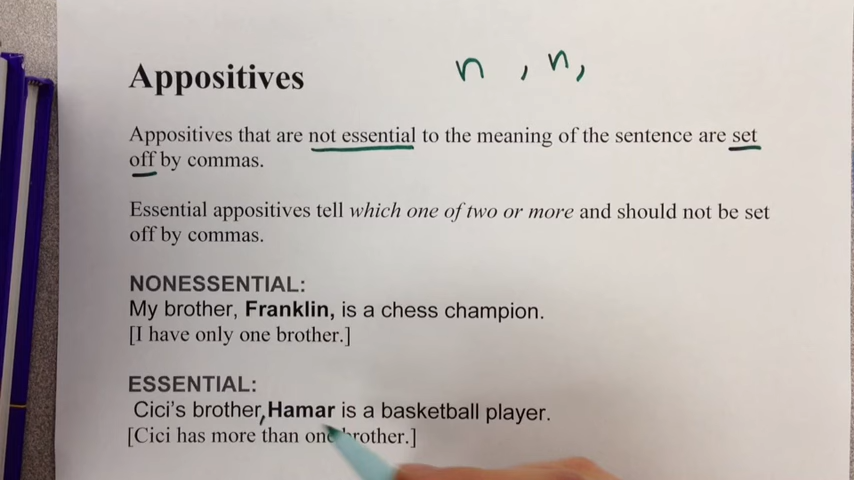 Appositives n , n,
Appositives that are not essential to the meaning of the sentence are set
off by commas.
Essential appositives tell which one of two or more and should not be set
off by commas.
NONESSENTIAL:
My brother, Franklin, is a chess champion.
[I have only one brother.]
ESSENTIAL:
Cici's brother, Hamar is a basketball player.
[Cici has more than one brother.]